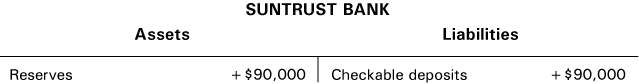 SUNTRUST BANK
Assets Liabilities
Reserves +$90,000 Checkable deposits +$90,000